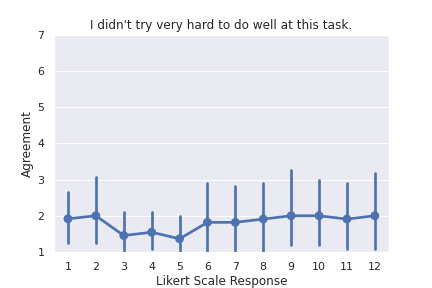 I didn't try very hard to do well at this task.
7
6
5
4
3
2
1
Agreement
1 2 3 4 5 6 7 8 9 10 11 12
Likert Scale Response